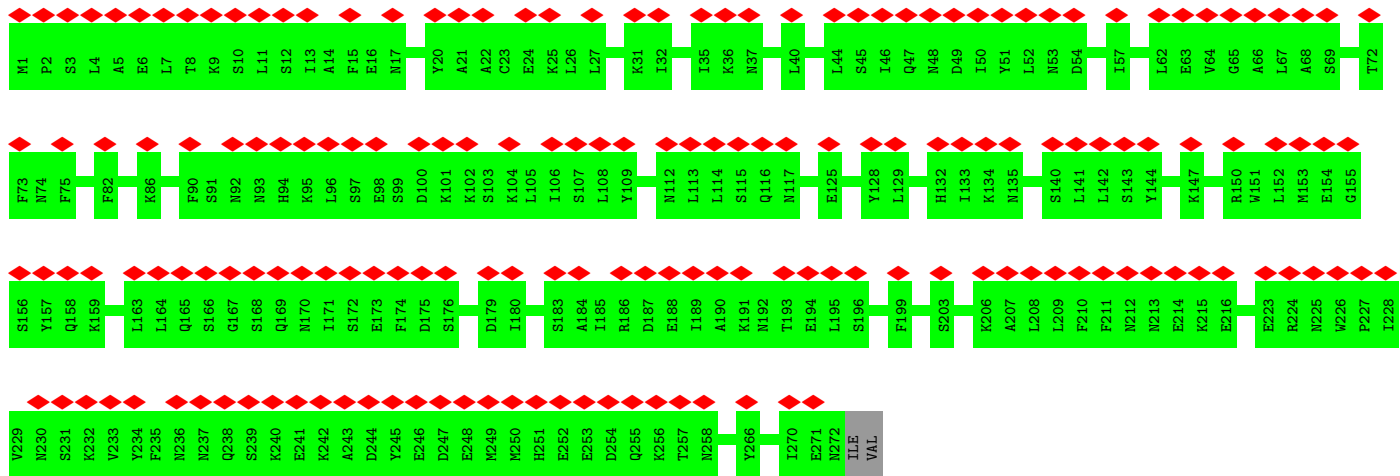 M1 P2 S3 L4 A5 E6 L7 T8 K9 S10 L11 S12 I13 A14 F15 E16 N17 Y20 A21 A22 C23 E24 K25 L26 L27 K31 I32 I35 K36 N37 L40 L44 S45 I46 Q47 N48 D49 I50 Y51 L52 N53 D54 I57 L62 E63 V64 G65 A66 L67 A68 S69 T72
F73 N74 F75 F82 K86 F90 S91 N92 N93 H94 K95 L96 S97 E98 S99 D100 K101 K102 S103 K104 L105 I106 S107 L108 Y109 N112 L113 L114 S115 Q116 N117 E125 Y128 L129 H132 I133 K134 N135 S140 L141 L142 S143 Y144 K147 R150 W151 L152 M153 E154 G155
S156 Y157 Q158 K159 L163 L164 Q165 S166 G167 S168 Q169 N170 I171 S172 E173 F174 D175 S176 D179 I180 S183 A184 I185 R186 D187 E188 I189 A190 K191 N192 T193 E194 L195 S196 F199 S203 K206 A207 L208 L209 F210 F211 N212 N213 E214 K215 E216 E223 R224 N225 W226 P227 I228
V229 N230 S231 K232 V233 Y234 F235 N236 N237 Q238 S239 K240 E241 K242 A243 D244 Y245 E246 D247 E248 M249 M250 H251 E252 E253 D254 Q255 K256 T257 N258 Y266 I270 E271 N272 ILE VAL